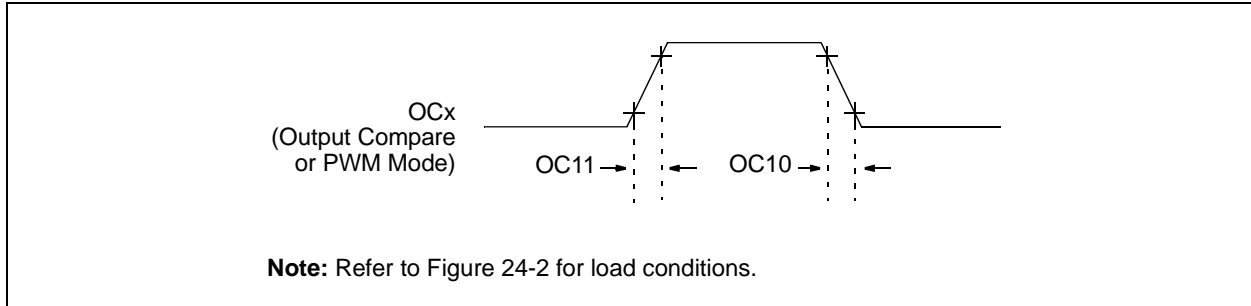 OCx
(Output Compare
or PWM Mode)
OC11
OC10
Note: Refer to Figure 24-2 for load conditions.